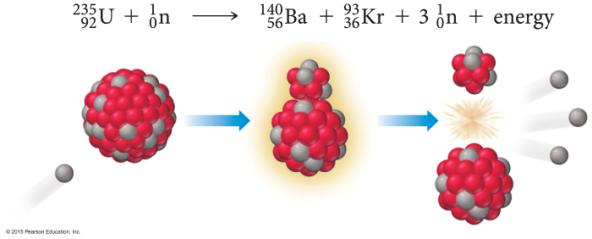 ²³⁵₉₂U + ¹₀n ⟶ ¹⁴⁰₅₆Ba + ⁹³₃₆Kr + 3 ¹₀n + energy
© 2015 Pearson Education, Inc.